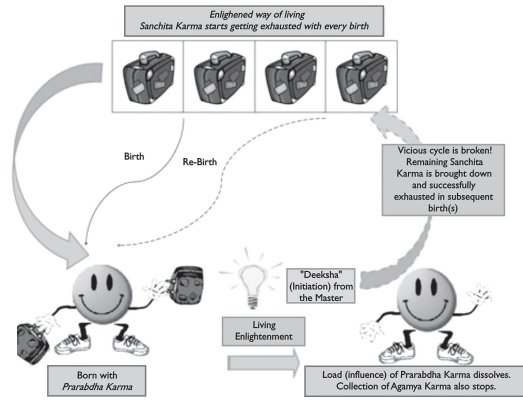 Enlighened way of living
Sanchita Karma starts getting exhausted with every birth
Birth
Re-Birth
Vicious cycle is broken!
Remaining Sanchita
Karma is brought down
and successfully
exhausted in subsequent
birth(s)
"Deeksha"
(Initiation) from
the Master
Living
Enlightenment
Born with
Prarabdha Karma
Load (influence) of Prarabdha Karma dissolves.
Collection of Agamya Karma also stops.